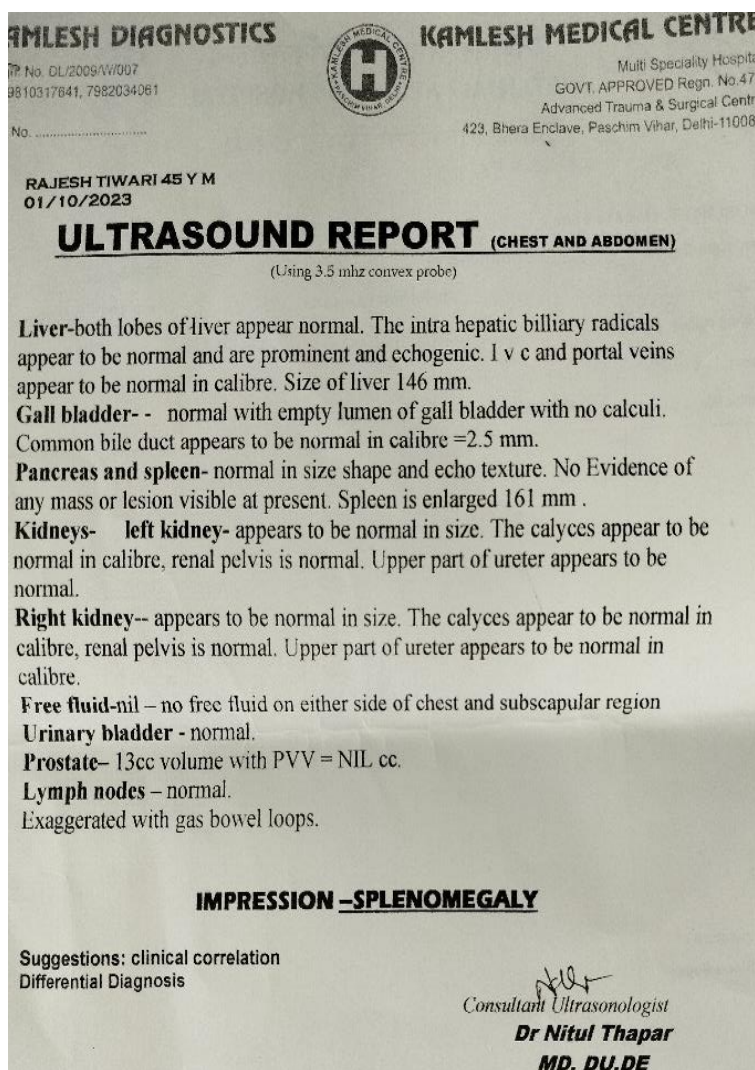 AMLESH DIAGNOSTICS
No. DL/2009/W/007
9810317641, 7982034061
No. ..............................
KAMLESH MEDICAL CENTRE
KAMLESH MEDICAL CENTRE
PASCHIM VIHAR, DELHI
H
Multi Speciality Hospita
GOVT. APPROVED Regn. No.47
Advanced Trauma & Surgical Centr
423, Bhera Enclave, Paschim Vihar, Delhi-11008
RAJESH TIWARI 45 Y M
01/10/2023
ULTRASOUND REPORT (CHEST AND ABDOMEN)
(Using 3.5 mhz convex probe)
Liver-both lobes of liver appear normal. The intra hepatic billiary radicals
appear to be normal and are prominent and echogenic. I v c and portal veins
appear to be normal in calibre. Size of liver 146 mm.
Gall bladder- - normal with empty lumen of gall bladder with no calculi.
Common bile duct appears to be normal in calibre =2.5 mm.
Pancreas and spleen- normal in size shape and echo texture. No Evidence of
any mass or lesion visible at present. Spleen is enlarged 161 mm .
Kidneys- left kidney- appears to be normal in size. The calyces appear to be
normal in calibre, renal pelvis is normal. Upper part of ureter appears to be
normal.
Right kidney-- appears to be normal in size. The calyces appear to be normal in
calibre, renal pelvis is normal. Upper part of ureter appears to be normal in
calibre.
Free fluid-nil – no free fluid on either side of chest and subscapular region
Urinary bladder - normal.
Prostate– 13cc volume with PVV = NIL cc.
Lymph nodes – normal.
Exaggerated with gas bowel loops.
IMPRESSION –SPLENOMEGALY
Suggestions: clinical correlation
Differential Diagnosis
Consultant Ultrasonologist
Dr Nitul Thapar
MD. DU.DE